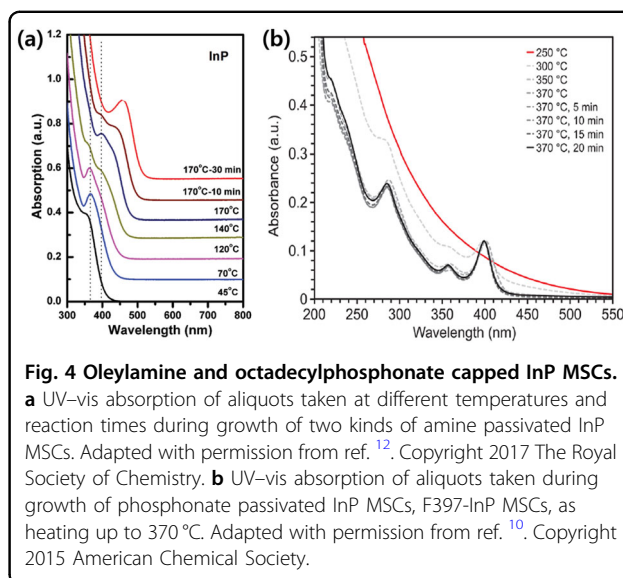 (a)
1.2
1.0
0.8
0.6
0.4
0.2
0.0
Absorption (a.u.)
InP
170°C-30 min
170°C-10 min
170°C
140°C
120°C
70°C
45°C
300 400 500 600 700 800
Wavelength (nm)
(b)
0.5
0.4
0.3
0.2
0.1
0
Absorbance (a.u.)
250 °C
300 °C
350 °C
370 °C
370 °C, 5 min
370 °C, 10 min
370 °C, 15 min
370 °C, 20 min
200 250 300 350 400 450 500 550
Wavelength (nm)
Fig. 4 Oleylamine and octadecylphosphonate capped InP MSCs.
a UV–vis absorption of aliquots taken at different temperatures and
reaction times during growth of two kinds of amine passivated InP
MSCs. Adapted with permission from ref. 12. Copyright 2017 The Royal
Society of Chemistry. b UV–vis absorption of aliquots taken during
growth of phosphonate passivated InP MSCs, F397-InP MSCs, as
heating up to 370 °C. Adapted with permission from ref. 10. Copyright
2015 American Chemical Society.